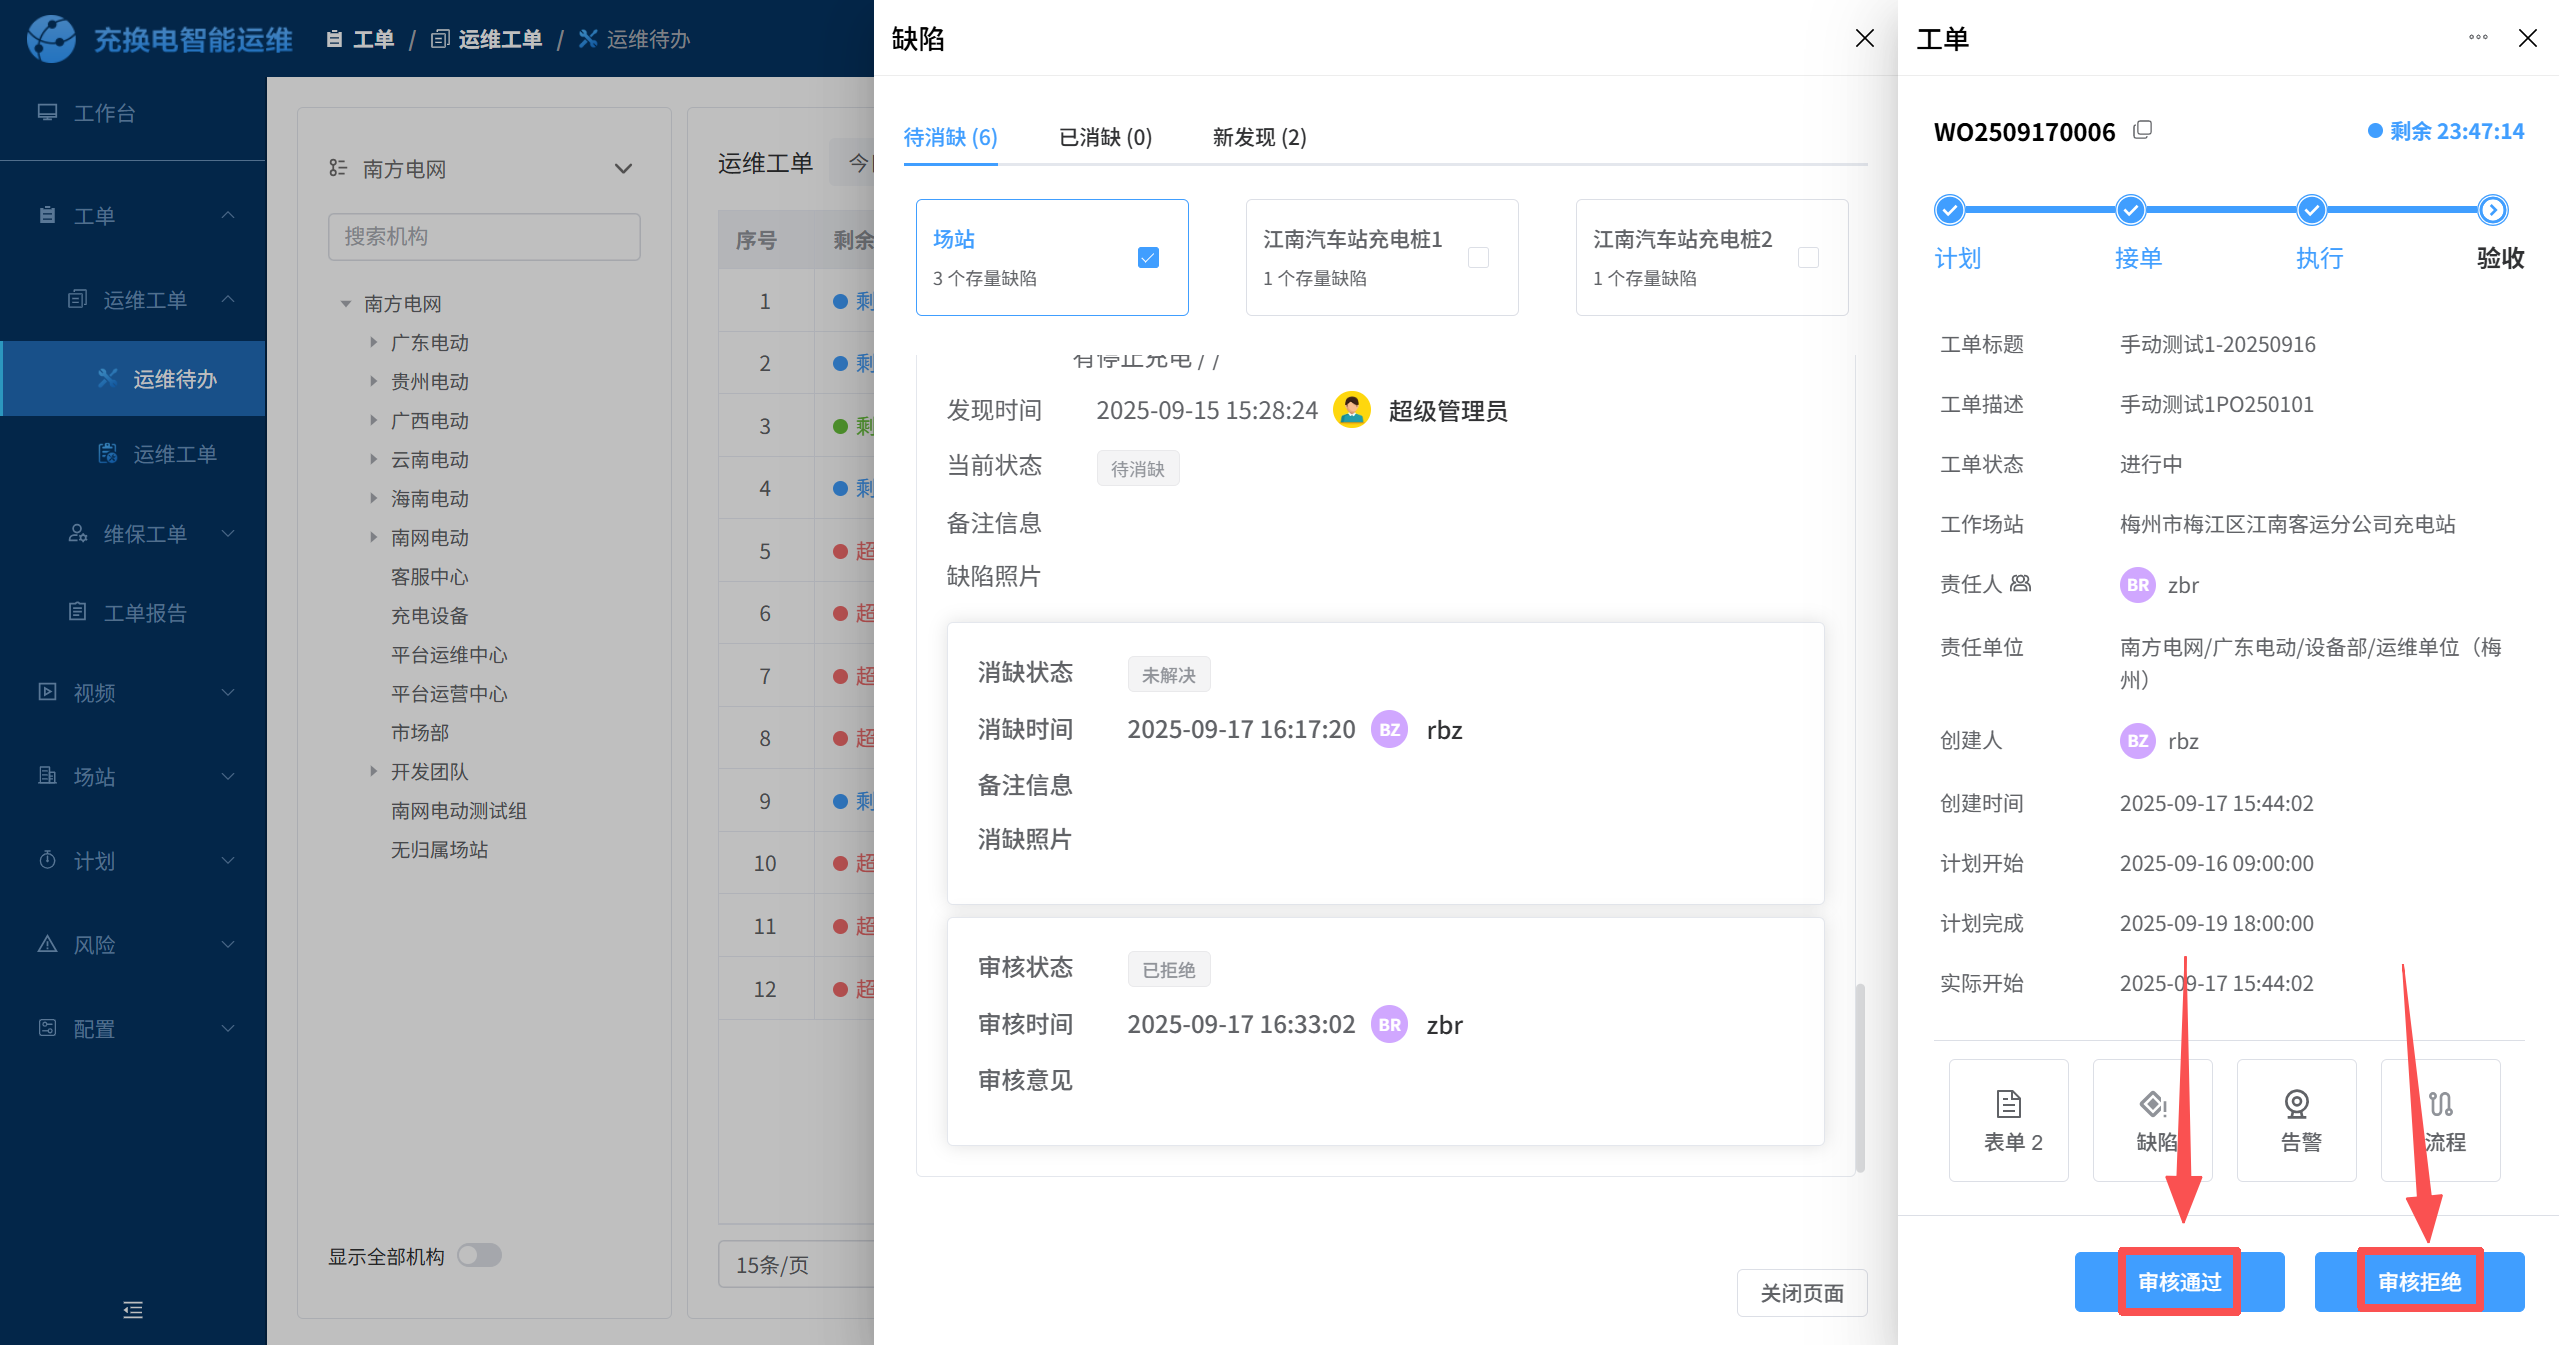 充换电智能运维
工单 / 运维工单 / 运维待办
工作台
工单
运维工单
运维待办
运维工单
维保工单
工单报告
视频
场站
计划
风险
配置
南方电网
搜索机构
南方电网
广东电动
贵州电动
广西电动
云南电动
海南电动
南网电动
客服中心
充电设备
平台运维中心
平台运营中心
市场部
开发团队
南网电动测试组
无归属场站
显示全部机构
运维工单 今
序号 剩余
1 剩
2 剩
3 剩
4 剩
5 超
6 超
7 超
8 超
9 剩
10 超
11 超
12 超
15条/页
缺陷
待消缺 (6) 已消缺 (0) 新发现 (2)
场站
3 个存量缺陷
江南汽车站充电桩1
1 个存量缺陷
江南汽车站充电桩2
1 个存量缺陷
有停止充电 / /
发现时间 2025-09-15 15:28:24 超级管理员
当前状态 待消缺
备注信息
缺陷照片
消缺状态 未解决
消缺时间 2025-09-17 16:17:20 BZ rbz
备注信息
消缺照片
审核状态 已拒绝
审核时间 2025-09-17 16:33:02 BR zbr
审核意见
关闭页面
工单
WO2509170006 剩余 23:47:14
计划 接单 执行 验收
工单标题 手动测试1-20250916
工单描述 手动测试1PO250101
工单状态 进行中
工作场站 梅州市梅江区江南客运分公司充电站
责任人 BR zbr
责任单位 南方电网/广东电动/设备部/运维单位（梅
州）
创建人 BZ rbz
创建时间 2025-09-17 15:44:02
计划开始 2025-09-16 09:00:00
计划完成 2025-09-19 18:00:00
实际开始 2025-09-17 15:44:02
表单 2 缺陷 告警 流程
审核通过 审核拒绝